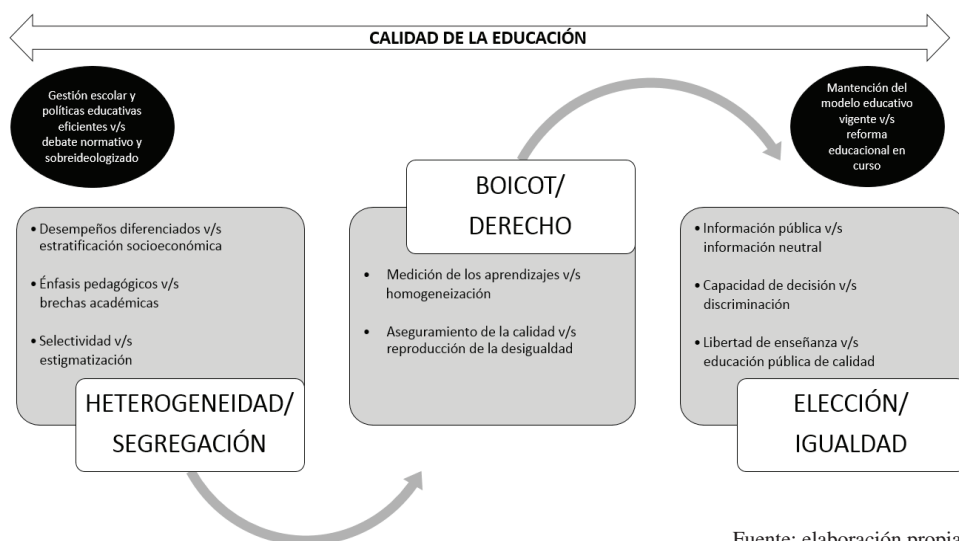 CALIDAD DE LA EDUCACIÓN
Gestión escolar y
políticas educativas
eficientes v/s
debate normativo y
sobreideologizado
Mantención del
modelo educativo
vigente v/s
reforma
educacional en
curso
• Desempeños diferenciados v/s
estratificación socioeconómica
• Énfasis pedagógicos v/s
brechas académicas
• Selectividad v/s
estigmatización
HETEROGENEIDAD/
SEGREGACIÓN
BOICOT/
DERECHO
• Medición de los aprendizajes v/s
homogeneización
• Aseguramiento de la calidad v/s
reproducción de la desigualdad
• Información pública v/s
información neutral
• Capacidad de decisión v/s
discriminación
• Libertad de enseñanza v/s
educación pública de calidad
ELECCIÓN/
IGUALDAD
Fuente: elaboración propia